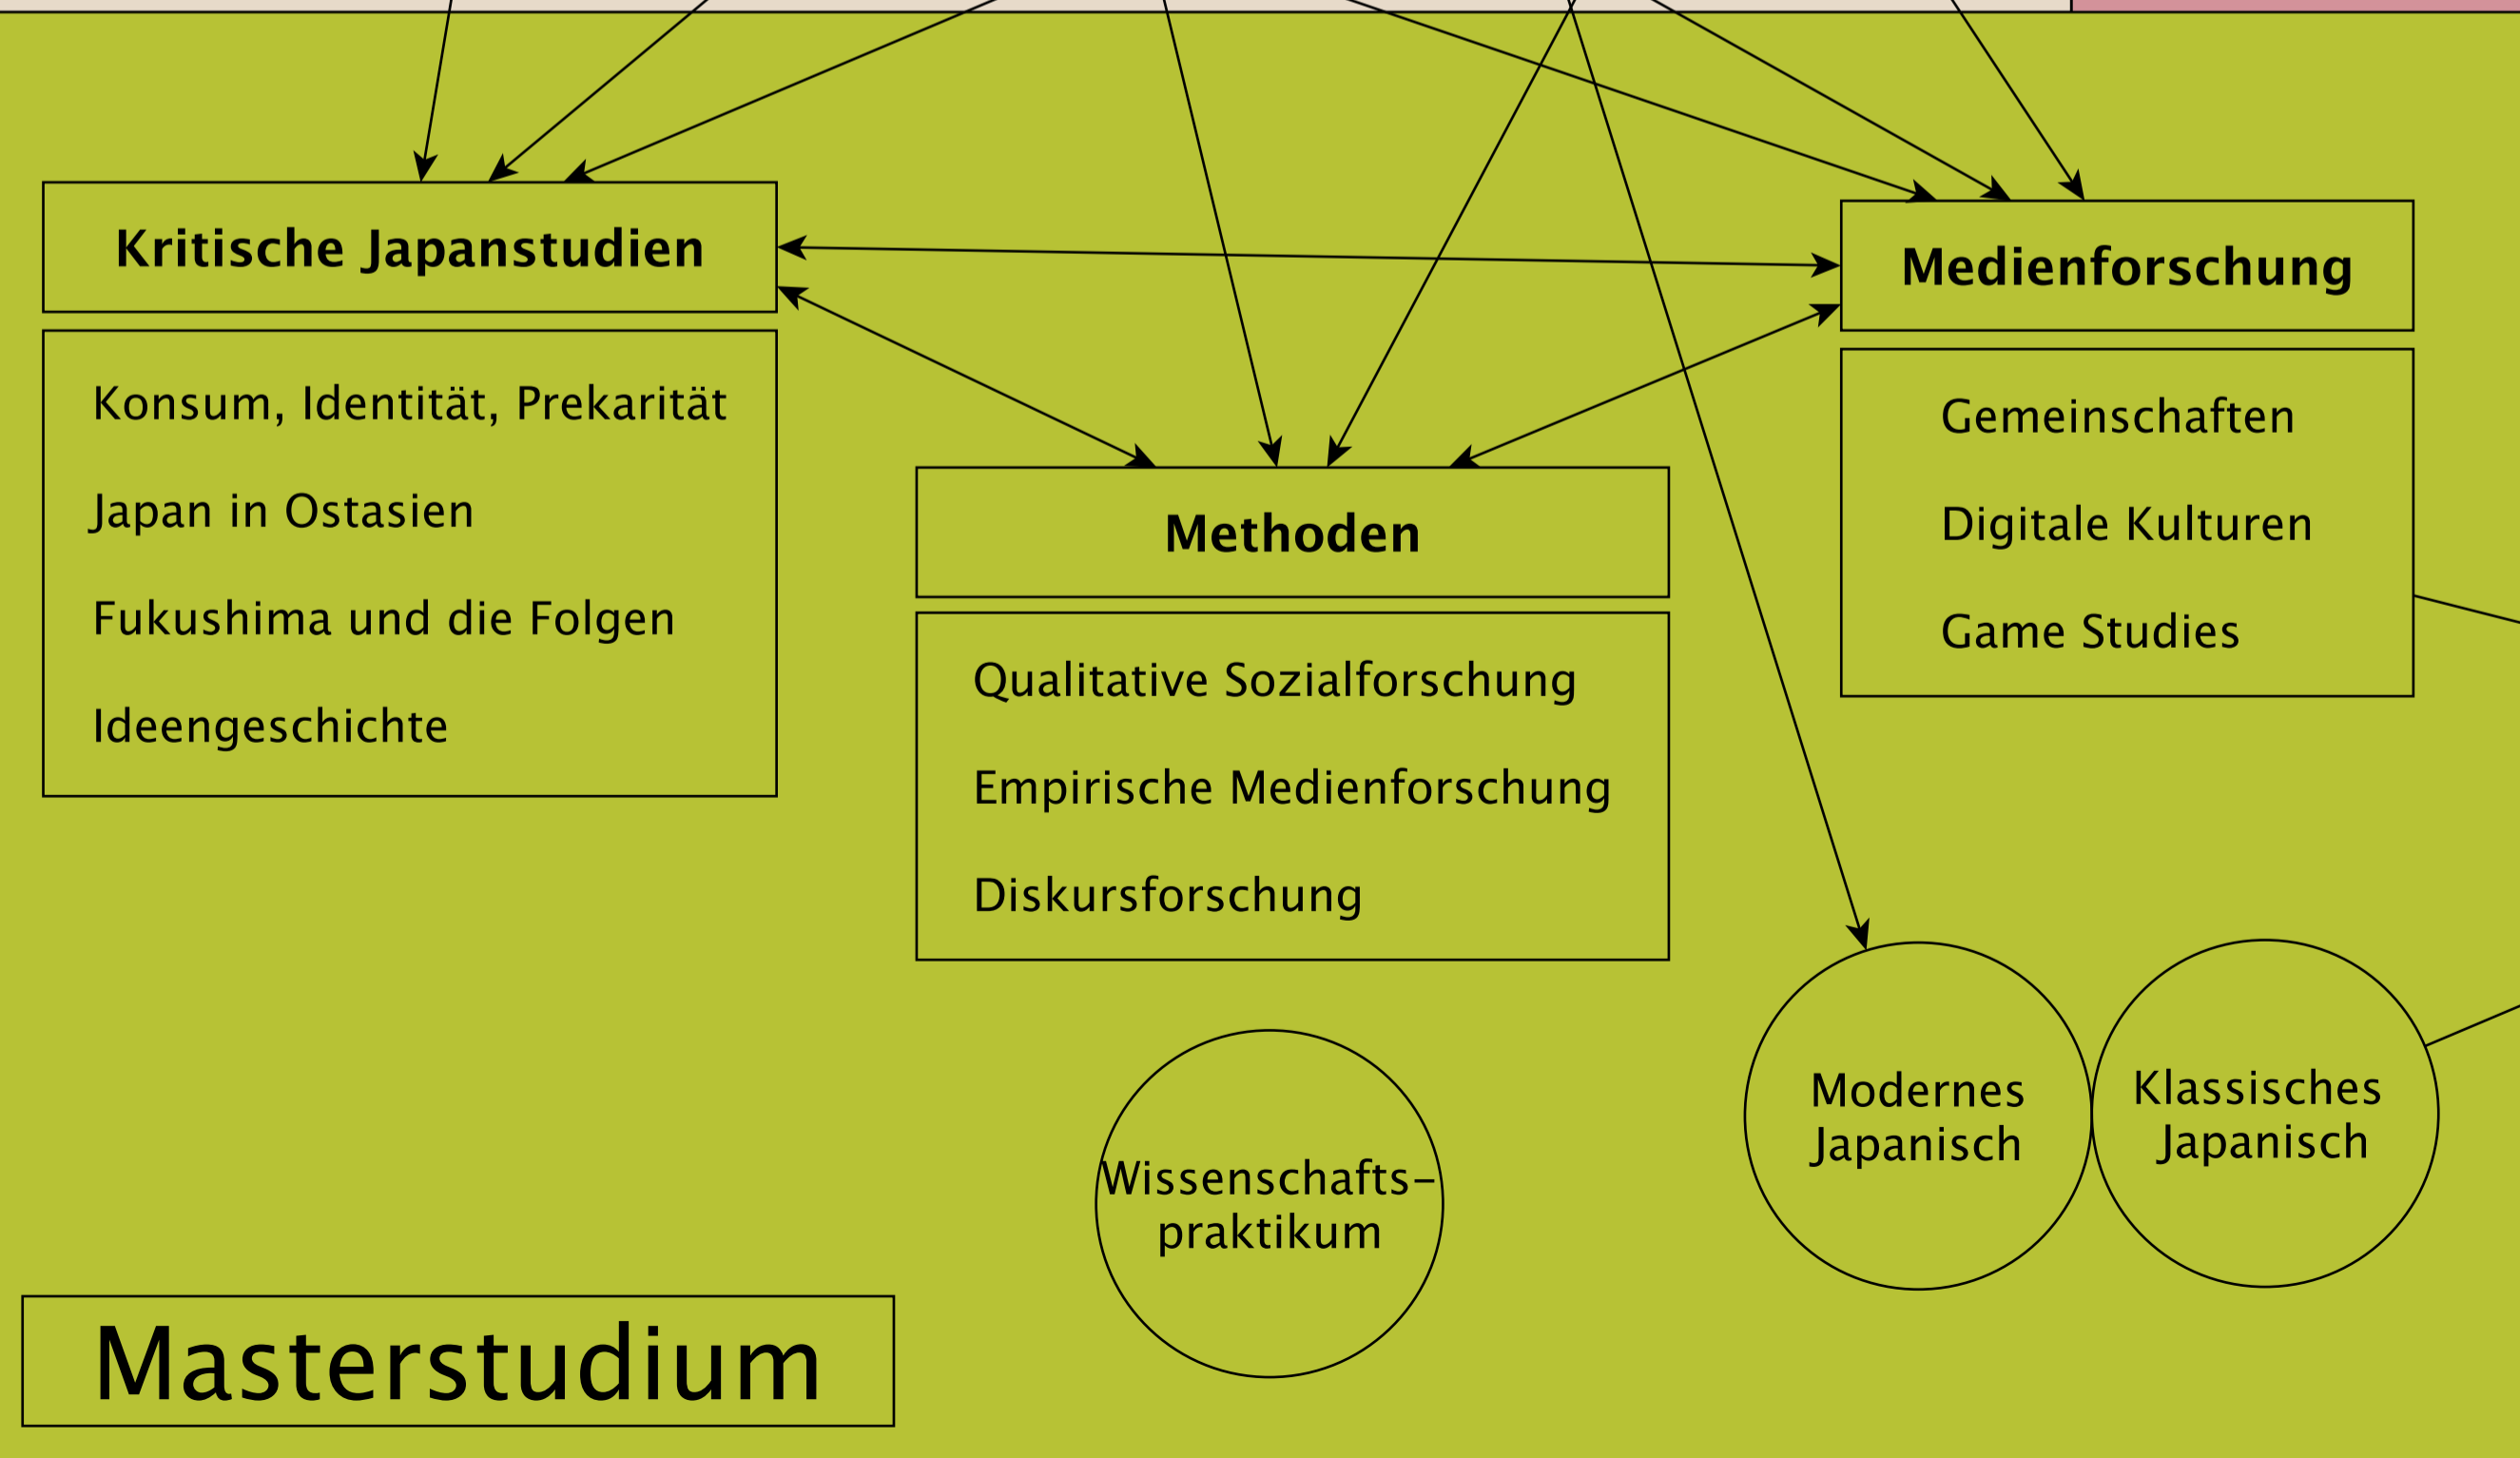 Kritische Japanstudien
Konsum, Identität, Prekarität
Japan in Ostasien
Fukushima und die Folgen
Ideengeschichte
Methoden
Qualitative Sozialforschung
Empirische Medienforschung
Diskursforschung
Medienforschung
Gemeinschaften
Digitale Kulturen
Game Studies
Wissenschafts-
praktikum
Modernes
Japanisch
Klassisches
Japanisch
Masterstudium